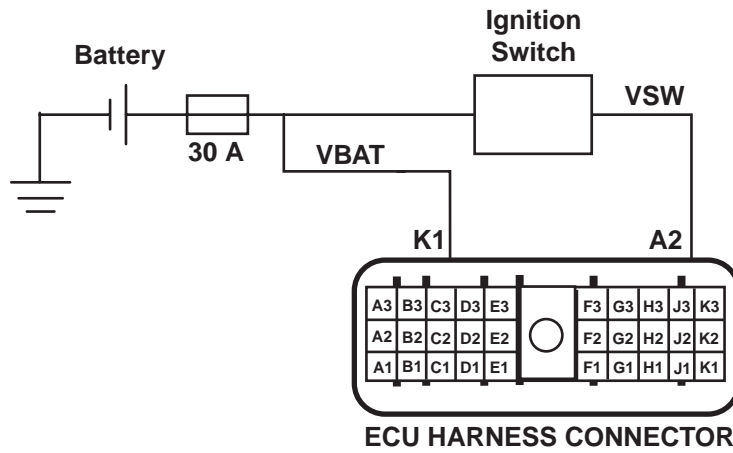 Ignition
Switch
Battery
VSW
30 A
VBAT
K1
A2
A3 B3 C3 D3 E3 F3 G3 H3 J3 K3
A2 B2 C2 D2 E2 F2 G2 H2 J2 K2
A1 B1 C1 D1 E1 F1 G1 H1 J1 K1
ECU HARNESS CONNECTOR